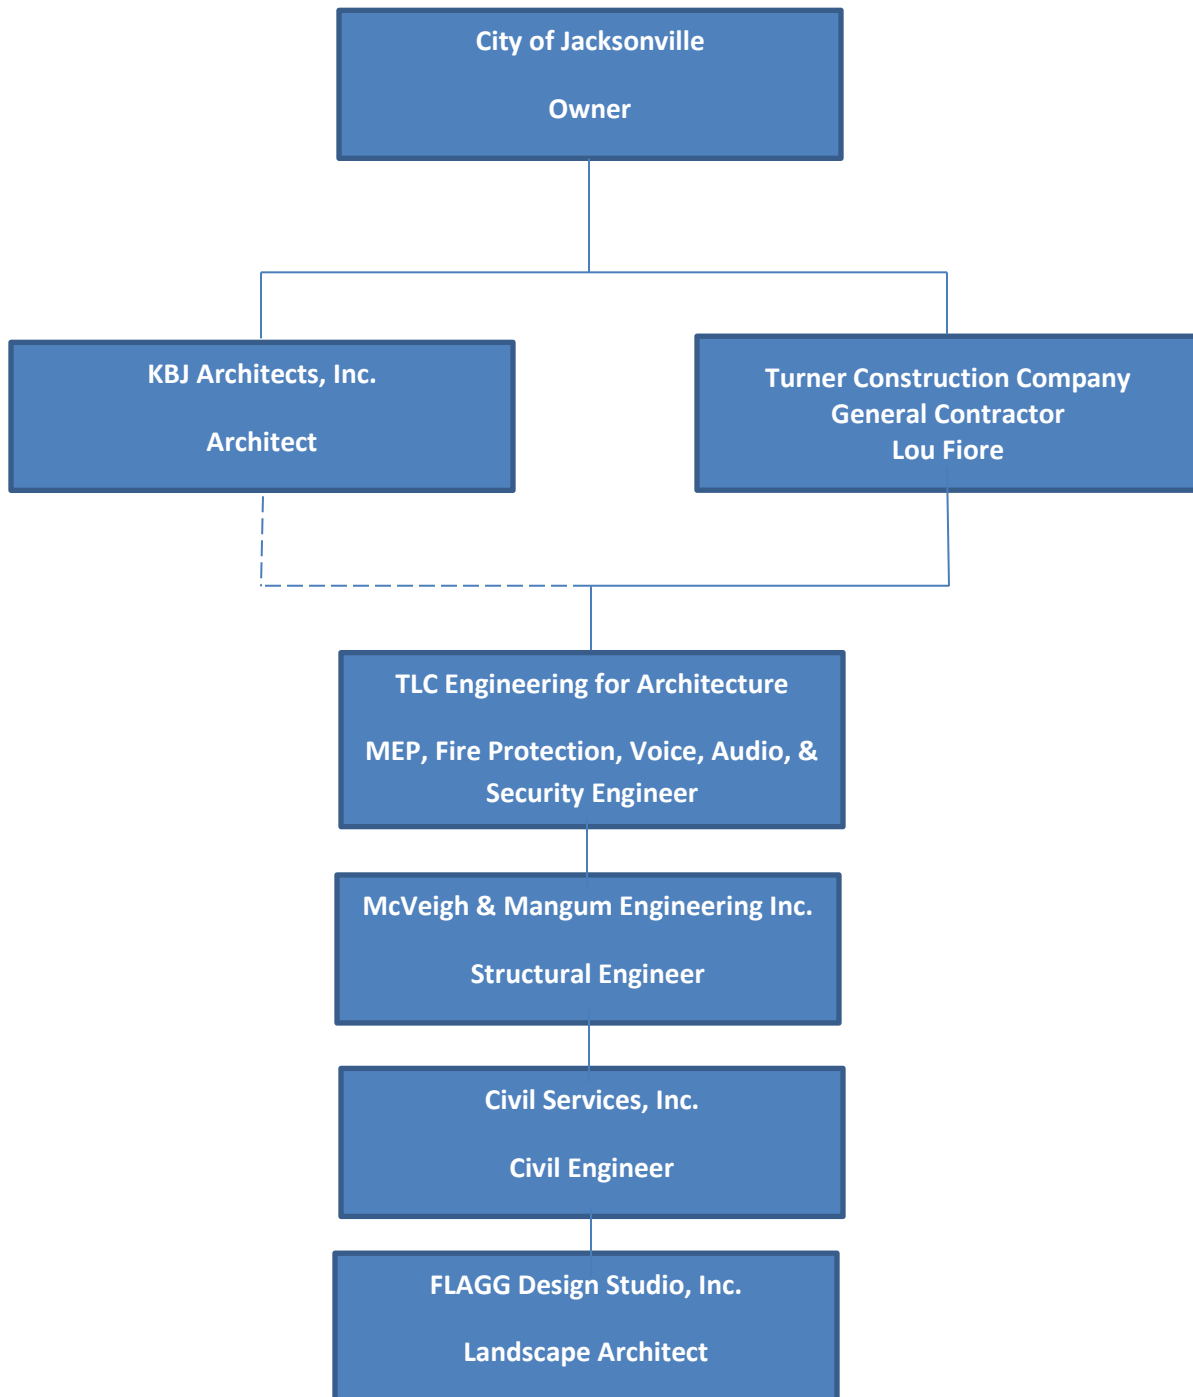 City of Jacksonville
Owner
KBJ Architects, Inc.
Architect
Turner Construction Company
General Contractor
Lou Fiore
TLC Engineering for Architecture
MEP, Fire Protection, Voice, Audio, &
Security Engineer
McVeigh & Mangum Engineering Inc.
Structural Engineer
Civil Services, Inc.
Civil Engineer
FLAGG Design Studio, Inc.
Landscape Architect